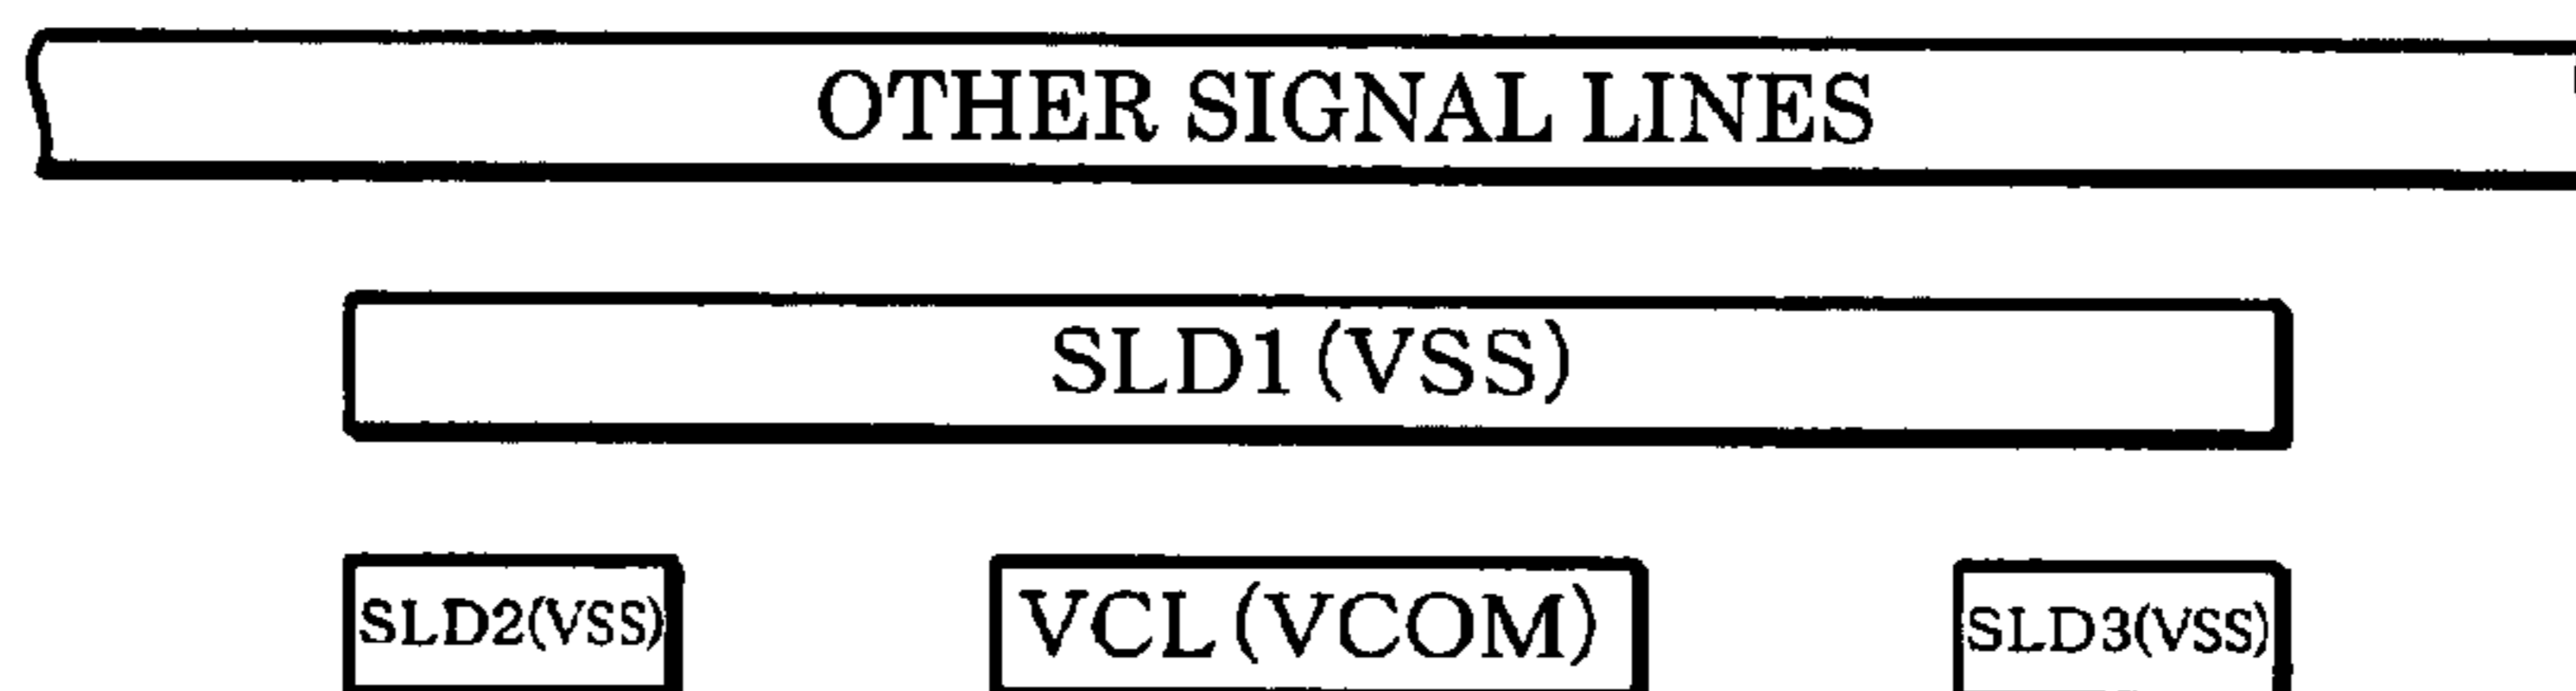 OTHER SIGNAL LINES
SLD1(VSS)
SLD2(VSS) VCL(VCOM) SLD3(VSS)